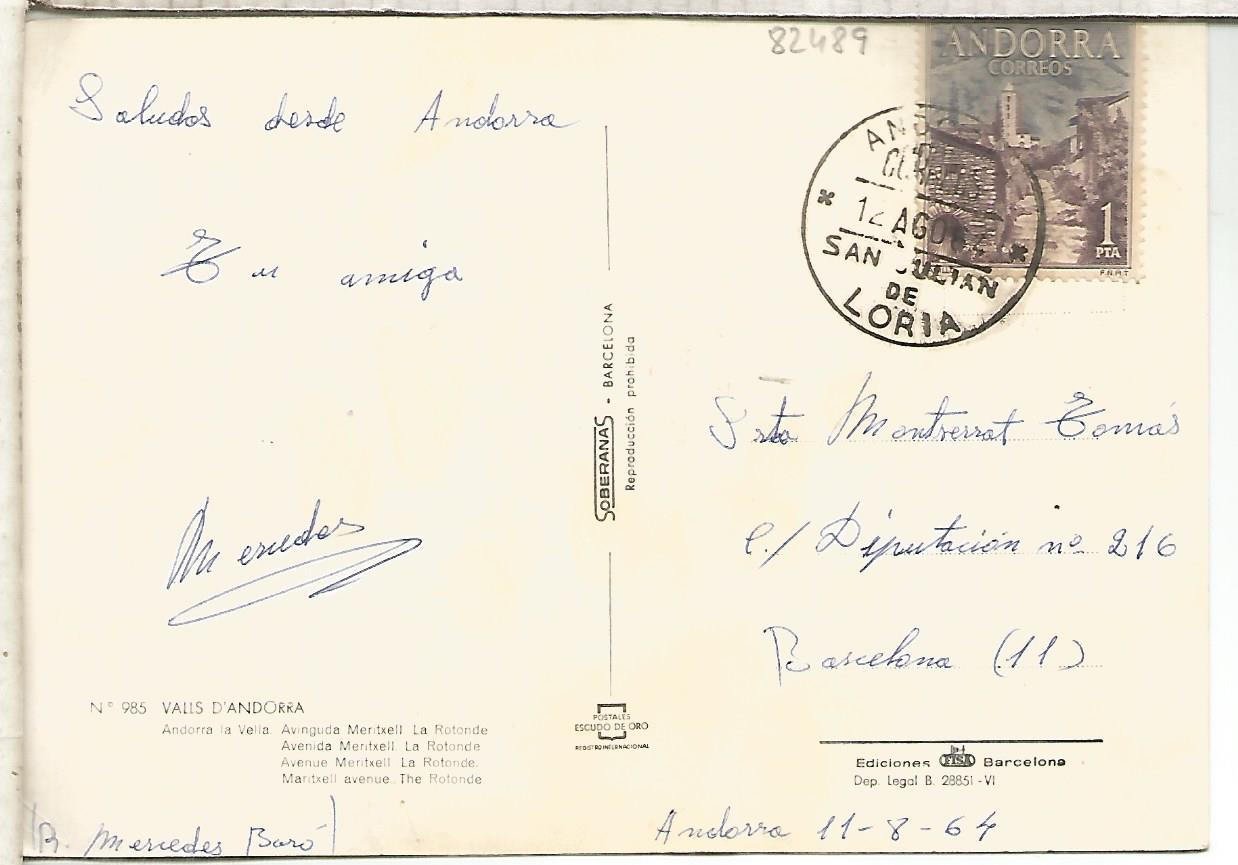 82489
ANDORRA
CORREOS
1
PTA
F.N.M.T
12 AGO
SAN JULIAN
DE
LORIA
Saludos desde Andorra
Tu amiga
Mercedes
SOBERANAS - BARCELONA
Reproducción prohibida
Srta Montserrat Tomás
C./ Diputación nº 216
Barcelona (11)
Nº 985 VALLS D'ANDORRA
Andorra la Vella. Avinguda Meritxell La Rotonde
Avenida Meritxell La Rotonde
Avenue Meritxell La Rotonde.
Maritxell avenue. The Rotonde
POSTALES
ESCUDO DE ORO
REGISTRO INTERNACIONAL
Ediciones FISA Barcelona
Dep. Legal B. 28851 - VI
(R. Mercedes Baró)
Andorra 11-8-64